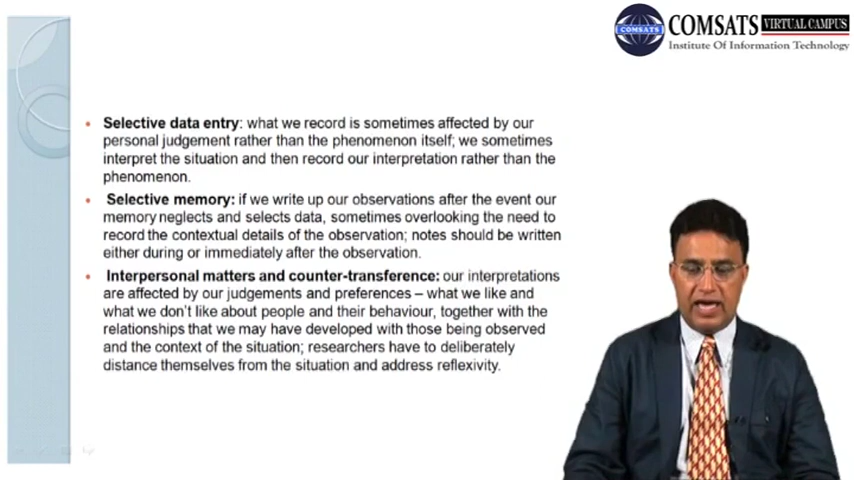 COMSATS
COMSATS
VIRTUAL CAMPUS
Institute Of Information Technology
• Selective data entry: what we record is sometimes affected by our
personal judgement rather than the phenomenon itself; we sometimes
interpret the situation and then record our interpretation rather than the
phenomenon.
• Selective memory: if we write up our observations after the event our
memory neglects and selects data, sometimes overlooking the need to
record the contextual details of the observation; notes should be written
either during or immediately after the observation.
• Interpersonal matters and counter-transference: our interpretations
are affected by our judgements and preferences – what we like and
what we don't like about people and their behaviour, together with the
relationships that we may have developed with those being observed
and the context of the situation; researchers have to deliberately
distance themselves from the situation and address reflexivity.